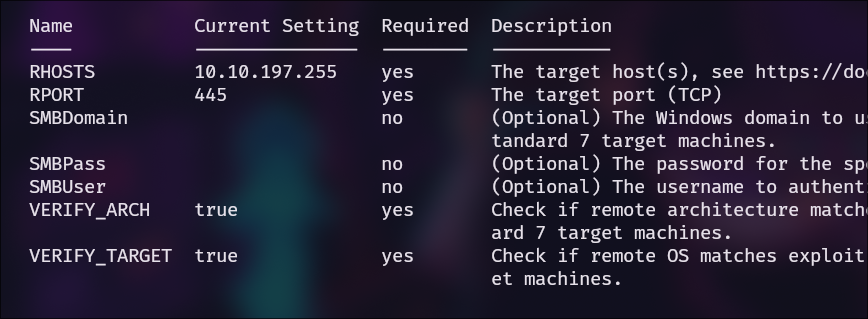 Name Current Setting Required Description
RHOSTS 10.10.197.255 yes The target host(s), see https://do
RPORT 445 yes The target port (TCP)
SMBDomain no (Optional) The Windows domain to u
tandard 7 target machines.
SMBPass no (Optional) The password for the sp
SMBUser no (Optional) The username to authent
VERIFY_ARCH true yes Check if remote architecture match
ard 7 target machines.
VERIFY_TARGET true yes Check if remote OS matches exploit
et machines.